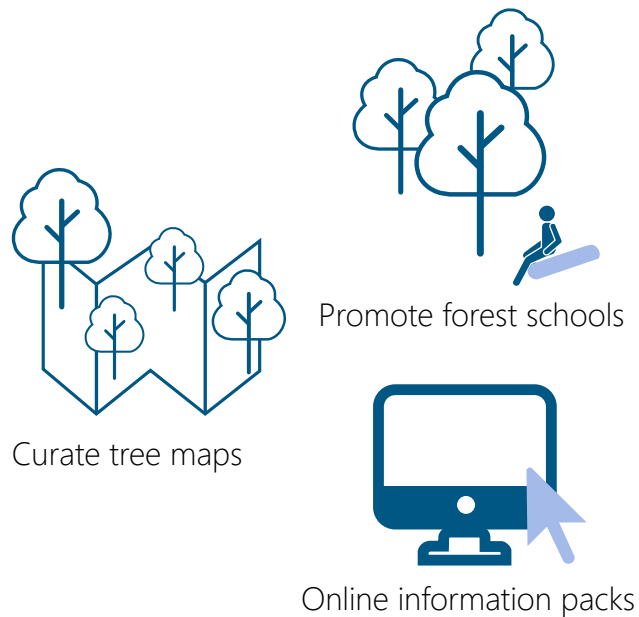 Promote forest schools
Curate tree maps
Online information packs